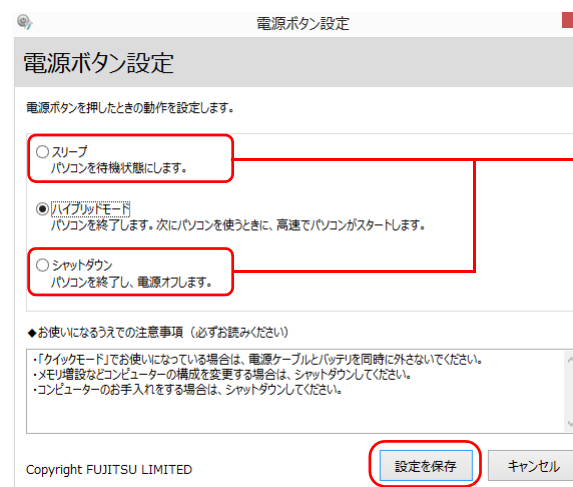 電源ボタン設定
電源ボタン設定
電源ボタンを押したときの動作を設定します。
スリープ
パソコンを待機状態にします。
ハイブリッドモード
パソコンを終了します。次にパソコンを使うときに、高速でパソコンがスタートします。
シャットダウン
パソコンを終了し、電源オフします。
◆お使いになるうえでの注意事項（必ずお読みください）
・「クイックモード」でお使いになっている場合は、電源ケーブルとバッテリを同時に外さないでください。
・メモリ増設などコンピューターの構成を変更する場合は、シャットダウンしてください。
・コンピューターのお手入れをする場合は、シャットダウンしてください。
Copyright FUJITSU LIMITED
設定を保存
キャンセル